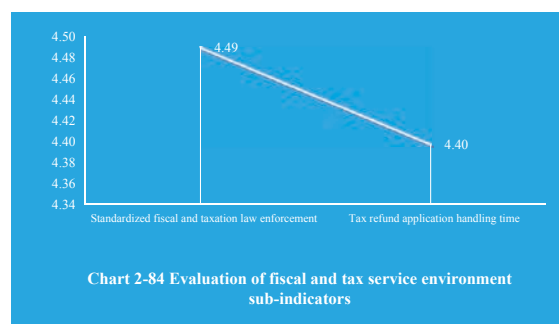 4.50
4.48
4.46
4.44
4.42
4.40
4.38
4.36
4.34
4.49
4.40
Standardized fiscal and taxation law enforcement
Tax refund application handling time
Chart 2-84 Evaluation of fiscal and tax service environment
sub-indicators